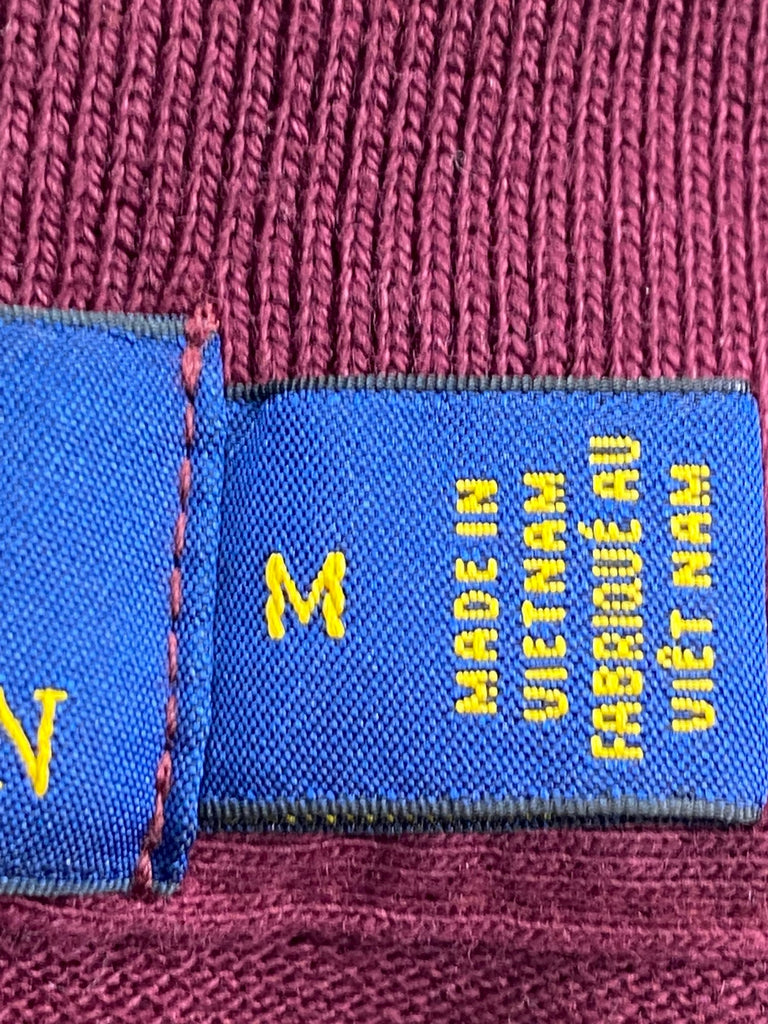 N
M
MADE IN
VIETNAM
FABRIQUÉ AU
VIÊT NAM